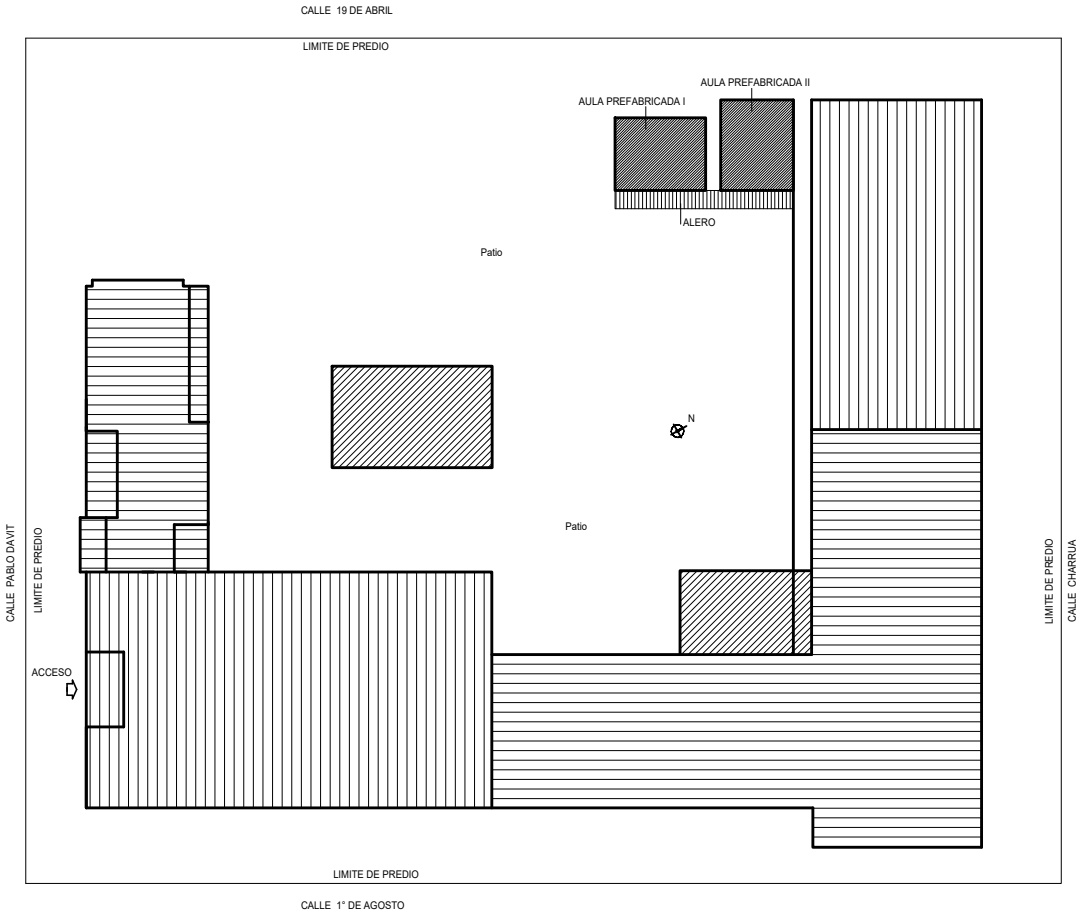 CALLE 19 DE ABRIL
LIMITE DE PREDIO
AULA PREFABRICADA II
AULA PREFABRICADA I
ALERO
Patio
N
Patio
CALLE PABLO DAVIT
LIMITE DE PREDIO
LIMITE DE PREDIO
CALLE CHARRUA
ACCESO
LIMITE DE PREDIO
CALLE 1° DE AGOSTO